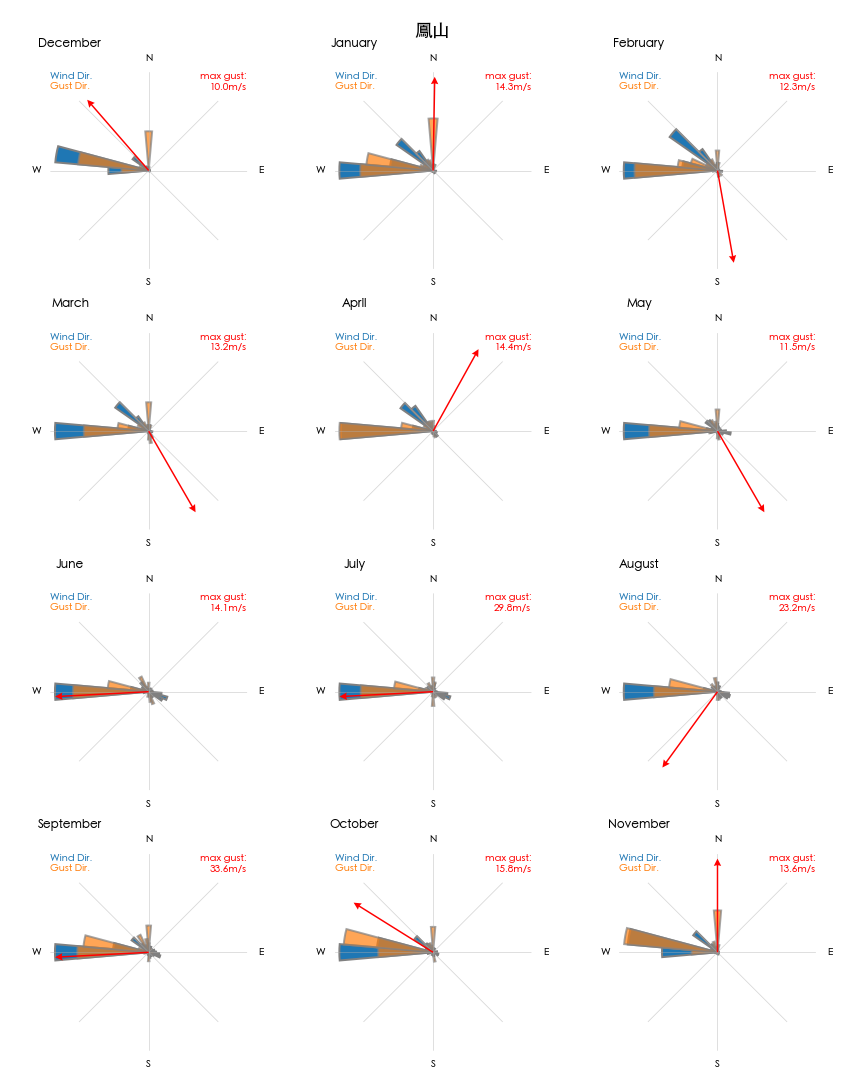 鳳山
December
N
Wind Dir.
Gust Dir.
max gust:
10.0m/s
W
E
S
January
N
Wind Dir.
Gust Dir.
max gust:
14.3m/s
W
E
S
February
N
Wind Dir.
Gust Dir.
max gust:
12.3m/s
W
E
S
March
N
Wind Dir.
Gust Dir.
max gust:
13.2m/s
W
E
S
April
N
Wind Dir.
Gust Dir.
max gust:
14.4m/s
W
E
S
May
N
Wind Dir.
Gust Dir.
max gust:
11.5m/s
W
E
S
June
N
Wind Dir.
Gust Dir.
max gust:
14.1m/s
W
E
S
July
N
Wind Dir.
Gust Dir.
max gust:
29.8m/s
W
E
S
August
N
Wind Dir.
Gust Dir.
max gust:
23.2m/s
W
E
S
September
N
Wind Dir.
Gust Dir.
max gust:
33.6m/s
W
E
S
October
N
Wind Dir.
Gust Dir.
max gust:
15.8m/s
W
E
S
November
N
Wind Dir.
Gust Dir.
max gust:
13.6m/s
W
E
S